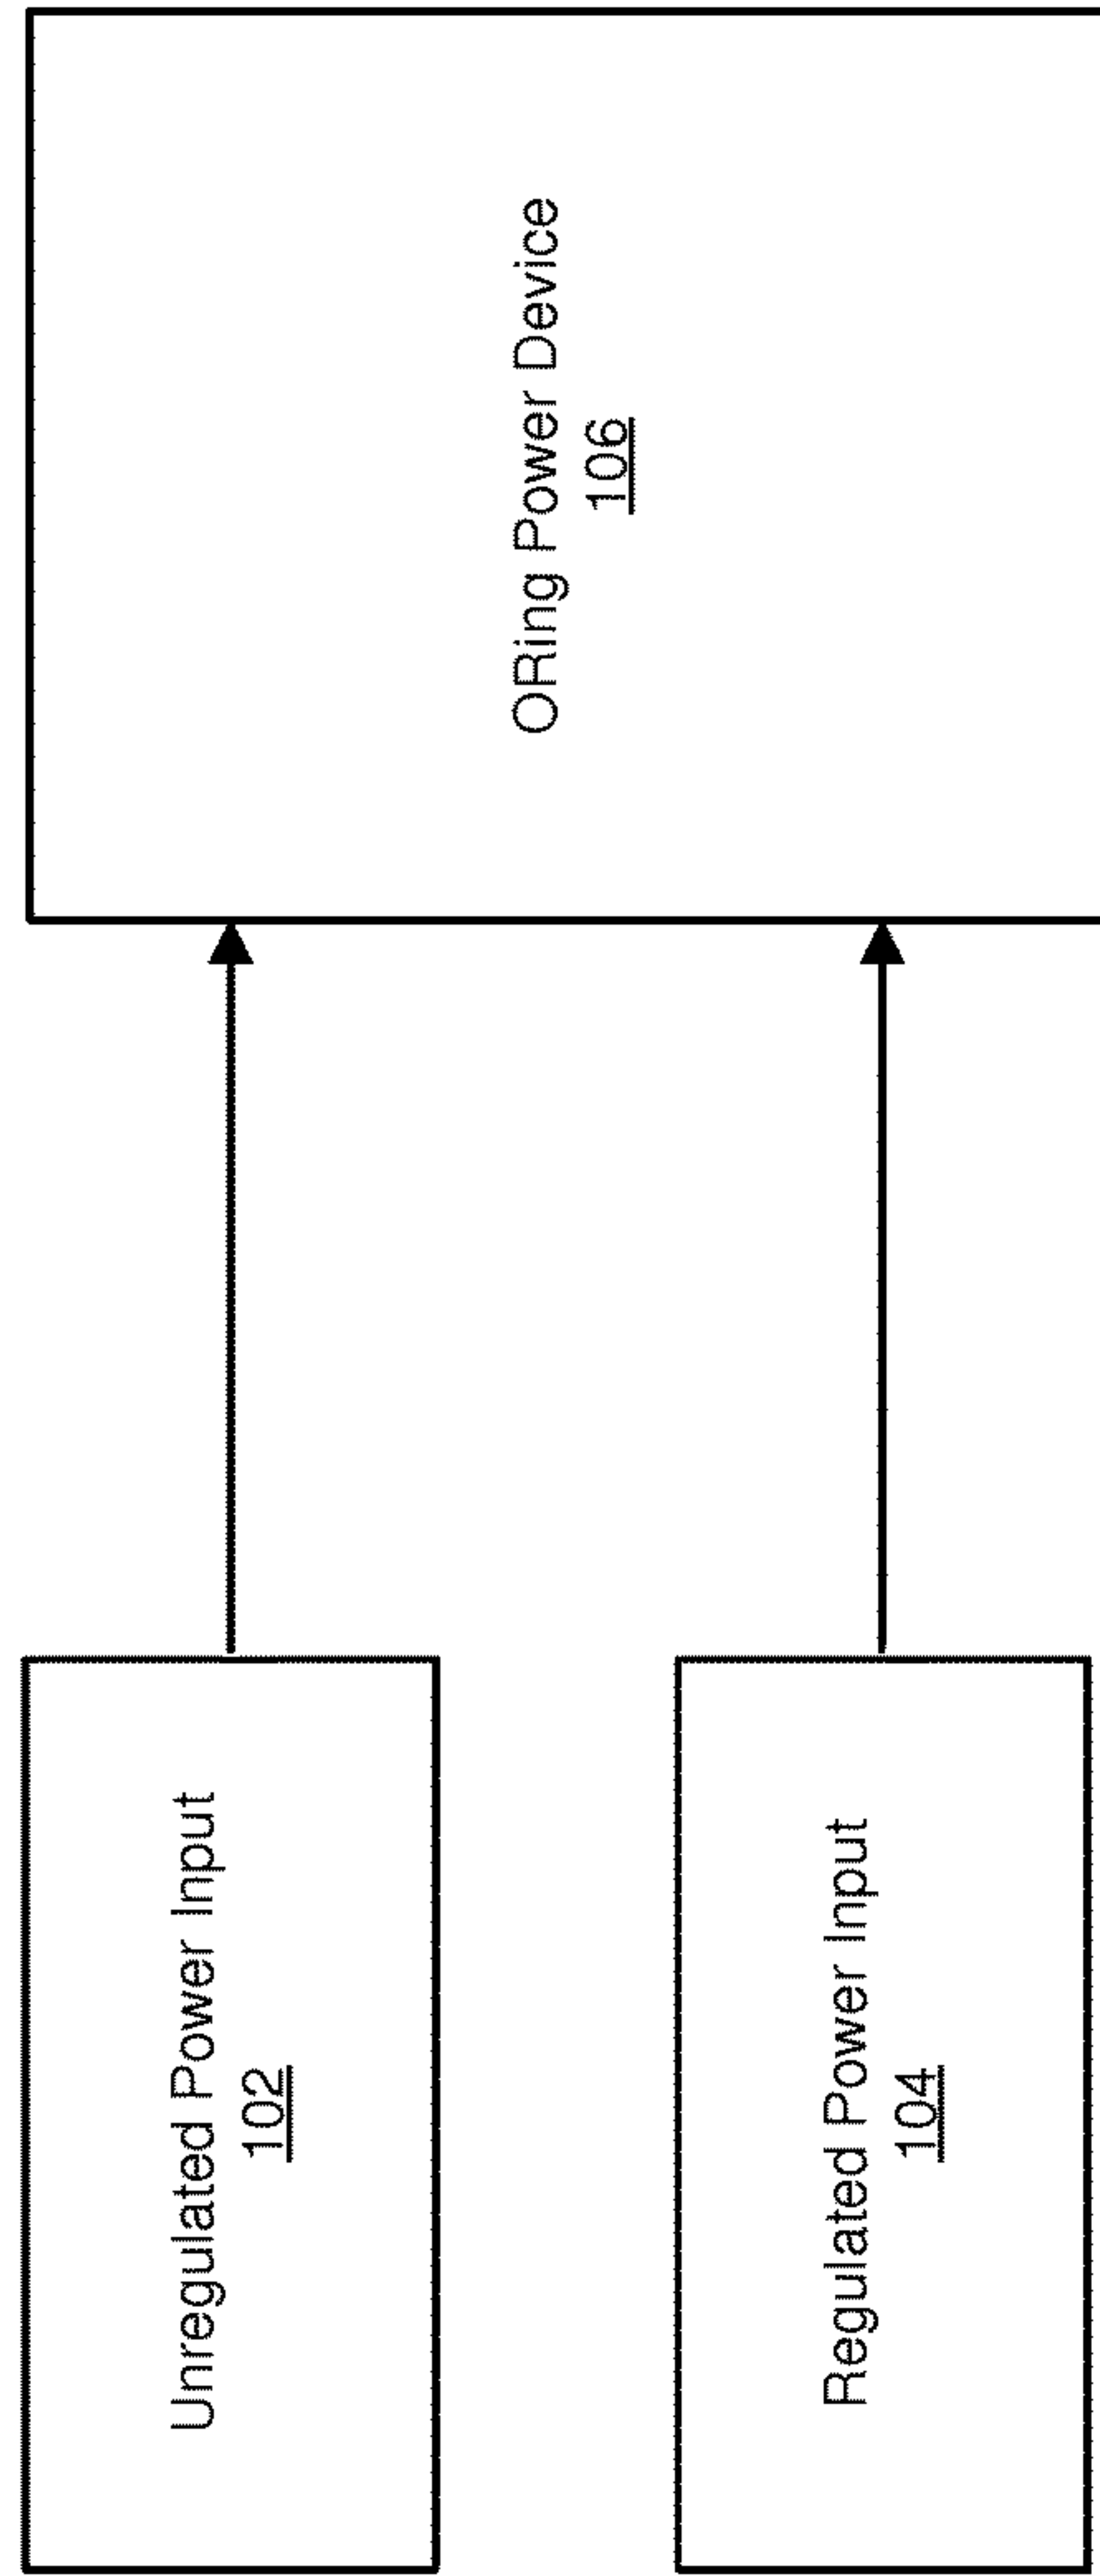 Unregulated Power Input
102
Regulated Power Input
104
ORing Power Device
106